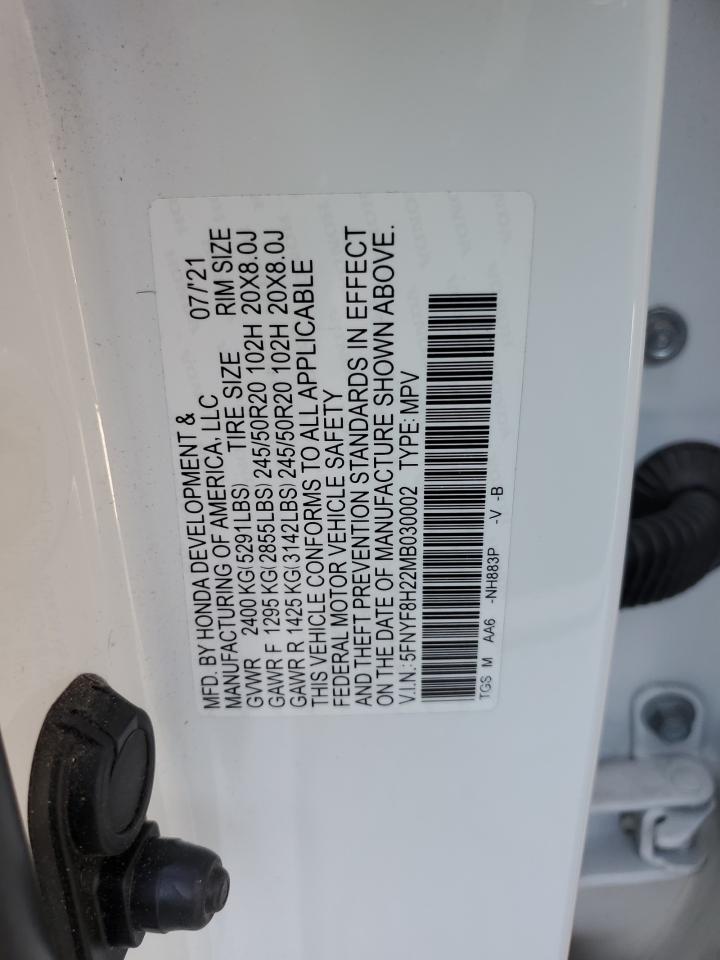 MFD. BY HONDA DEVELOPMENT & 07/'21
MANUFACTURING OF AMERICA, LLC
TIRE SIZE RIM SIZE
GVWR 2400 KG(5291LBS)
GAWR F 1295 KG(2855LBS) 245/50R20 102H 20X8.0J
GAWR R 1425 KG(3142LBS) 245/50R20 102H 20X8.0J
THIS VEHICLE CONFORMS TO ALL APPLICABLE
FEDERAL MOTOR VEHICLE SAFETY
AND THEFT PREVENTION STANDARDS IN EFFECT
ON THE DATE OF MANUFACTURE SHOWN ABOVE.
V.I.N.:5FNYF8H22MB030002 TYPE:MPV
TGS M AA6 -NH883P -V -B